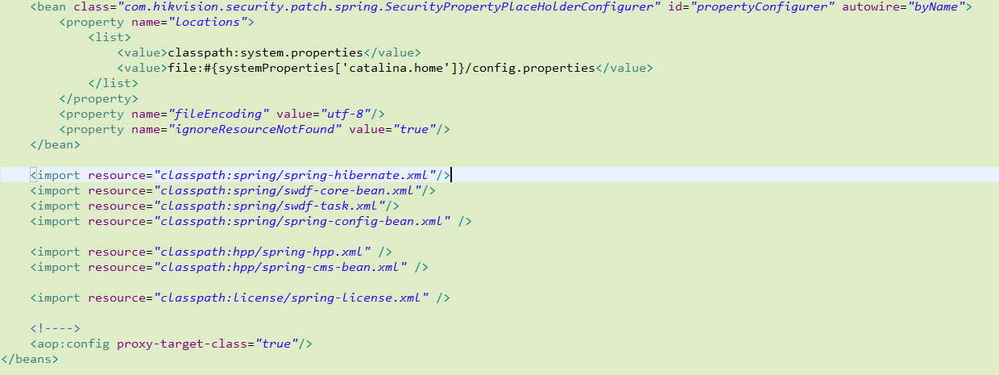 <bean class="com.hikvision.security.patch.spring.SecurityPropertyPlaceHolderConfigurer" id="propertyConfigurer" autowire="byName">
<property name="locations">
<list>
<value>classpath:system.properties</value>
<value>file:#{systemProperties['catalina.home']}/config.properties</value>
</list>
</property>
<property name="fileEncoding" value="utf-8"/>
<property name="ignoreResourceNotFound" value="true"/>
</bean>
<import resource="classpath:spring/spring-hibernate.xml"/>
<import resource="classpath:spring/swdf-core-bean.xml"/>
<import resource="classpath:spring/swdf-task.xml"/>
<import resource="classpath:spring/spring-config-bean.xml" />
<import resource="classpath:hpp/spring-hpp.xml" />
<import resource="classpath:hpp/spring-cms-bean.xml" />
<import resource="classpath:license/spring-license.xml" />
<!---->
<aop:config proxy-target-class="true"/>
</beans>